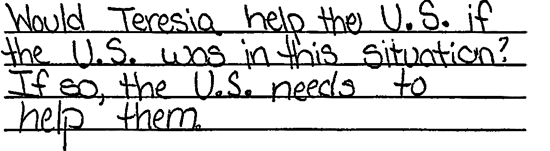 Would Teresia help the U.S. if
the U.S. was in this situation?
If so, the U.S. needs to
help them.